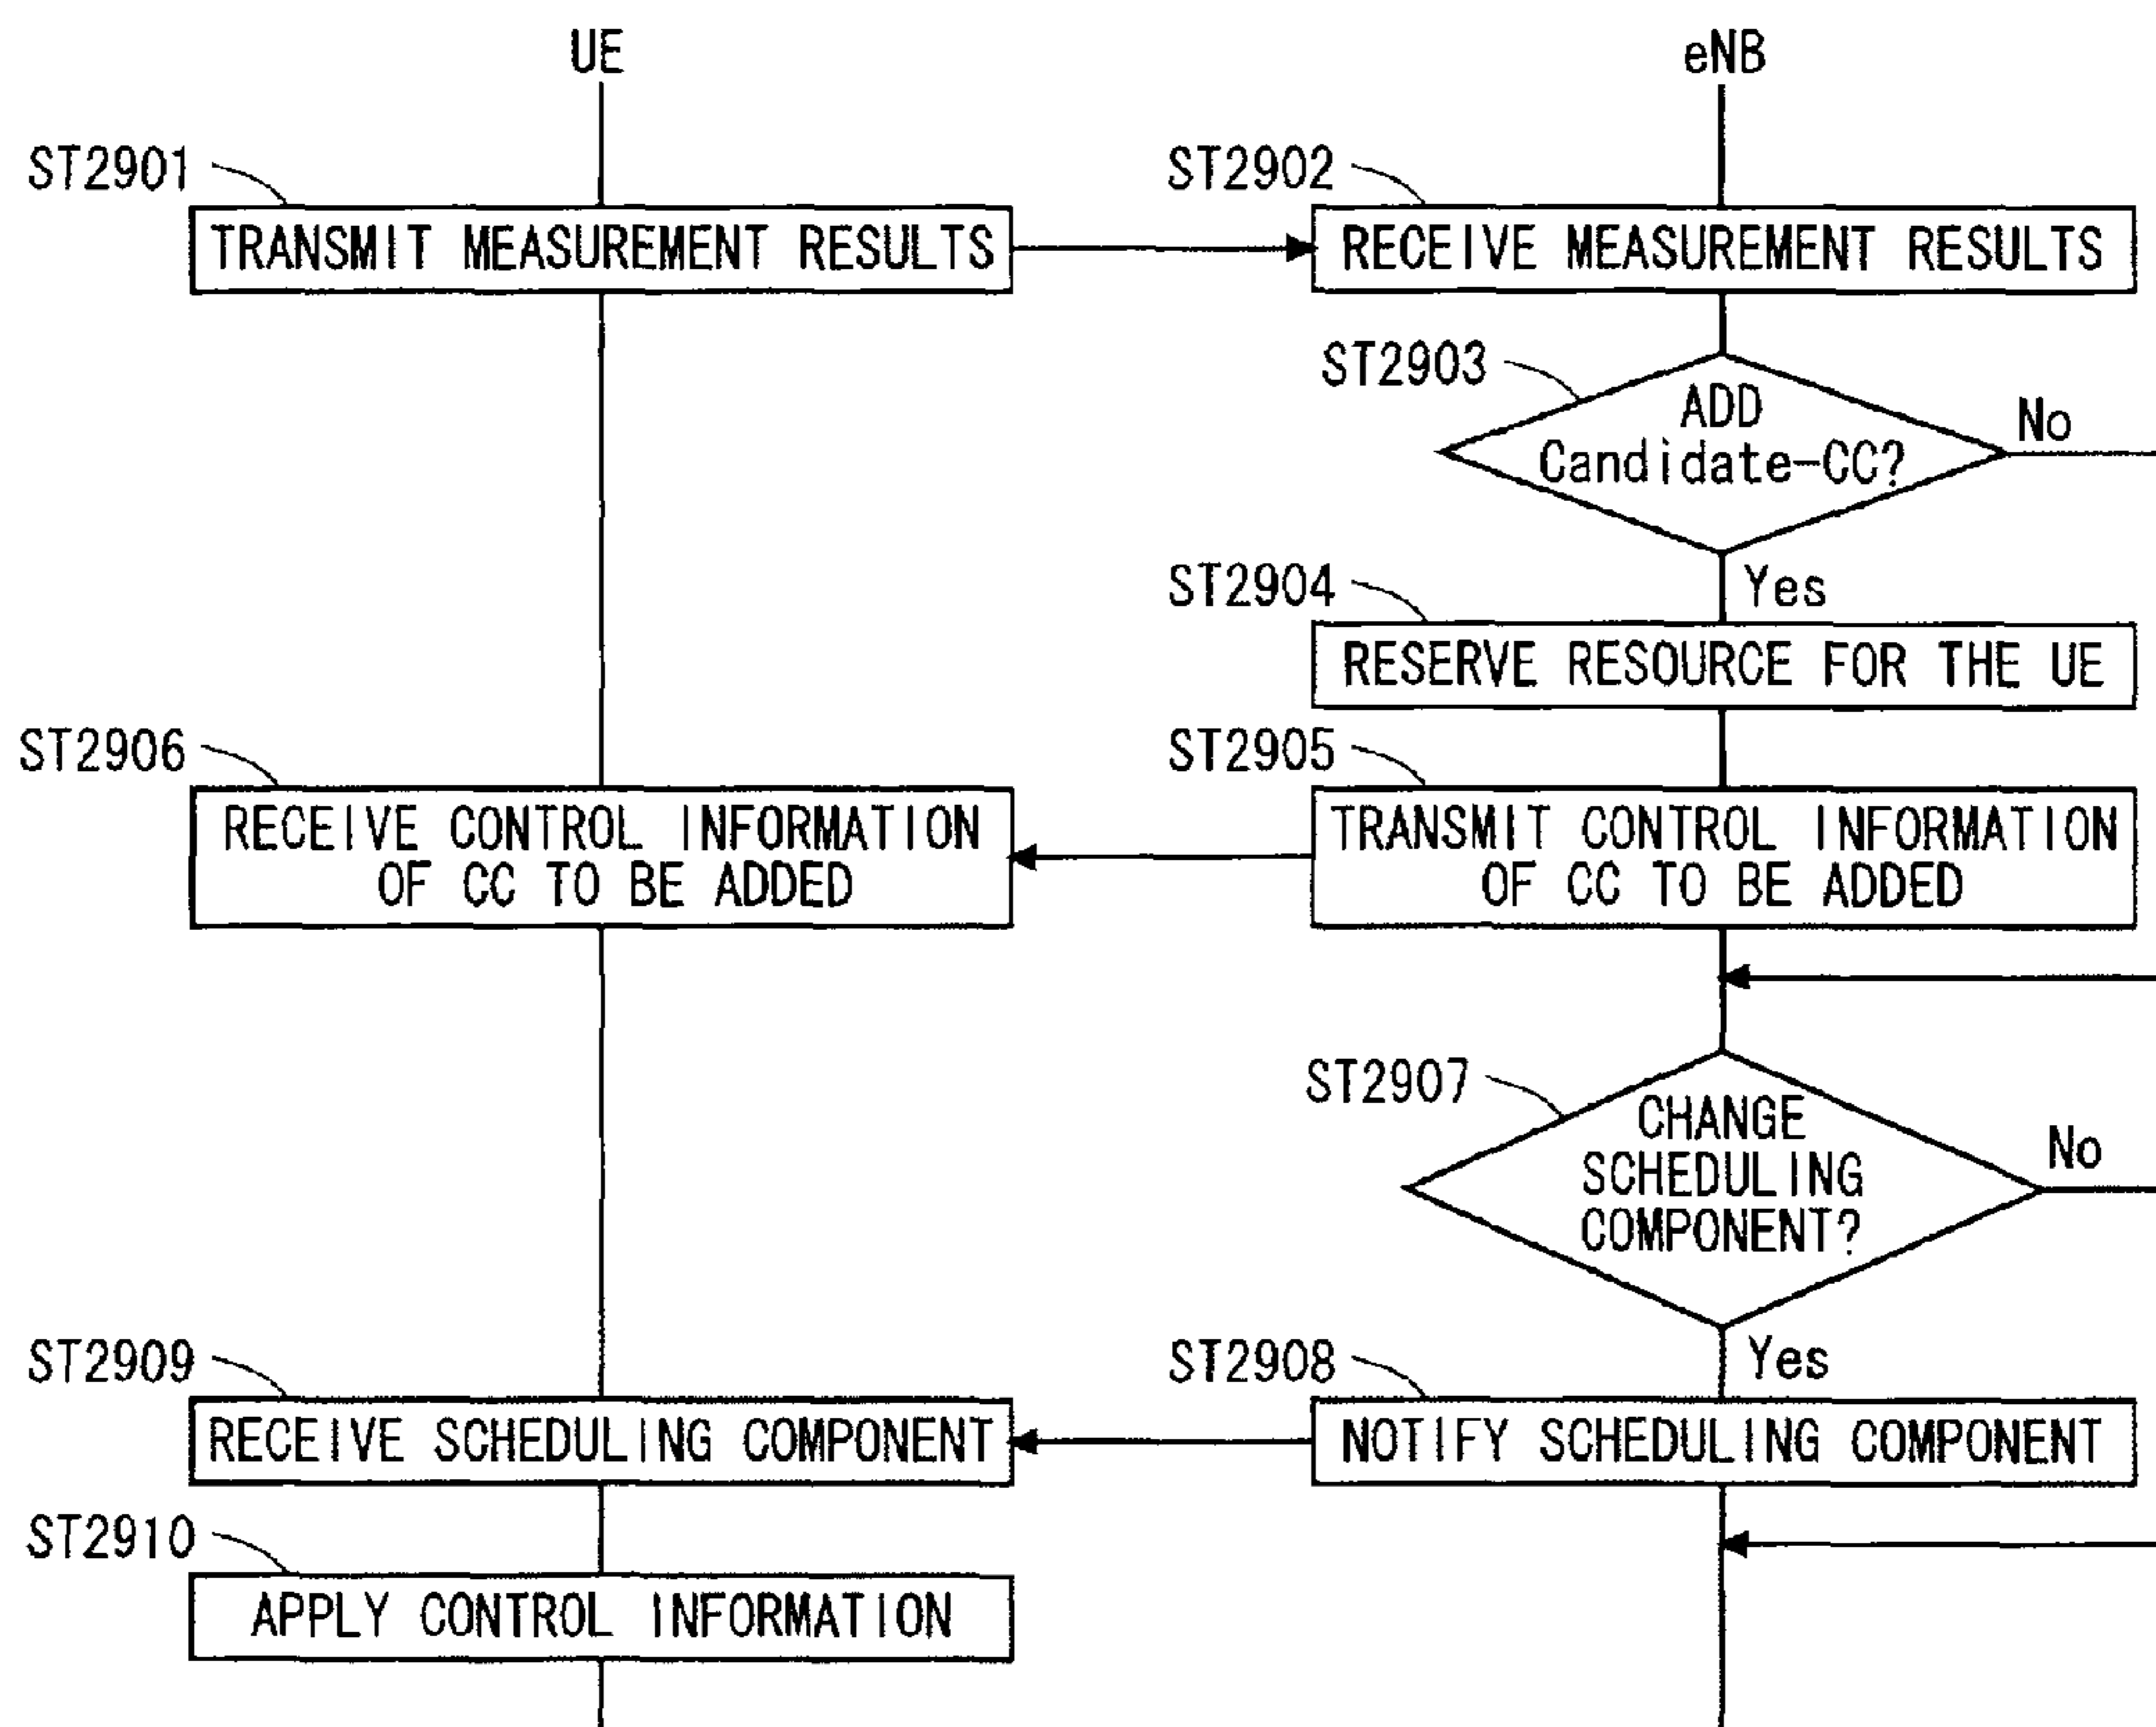 UE
eNB
ST2901
ST2902
TRANSMIT MEASUREMENT RESULTS
RECEIVE MEASUREMENT RESULTS
ST2903
ADD
Candidate-CC?
No
ST2904
Yes
RESERVE RESOURCE FOR THE UE
ST2906
ST2905
RECEIVE CONTROL INFORMATION
OF CC TO BE ADDED
TRANSMIT CONTROL INFORMATION
OF CC TO BE ADDED
ST2907
CHANGE
SCHEDULING
COMPONENT?
No
Yes
ST2909
ST2908
RECEIVE SCHEDULING COMPONENT
NOTIFY SCHEDULING COMPONENT
ST2910
APPLY CONTROL INFORMATION